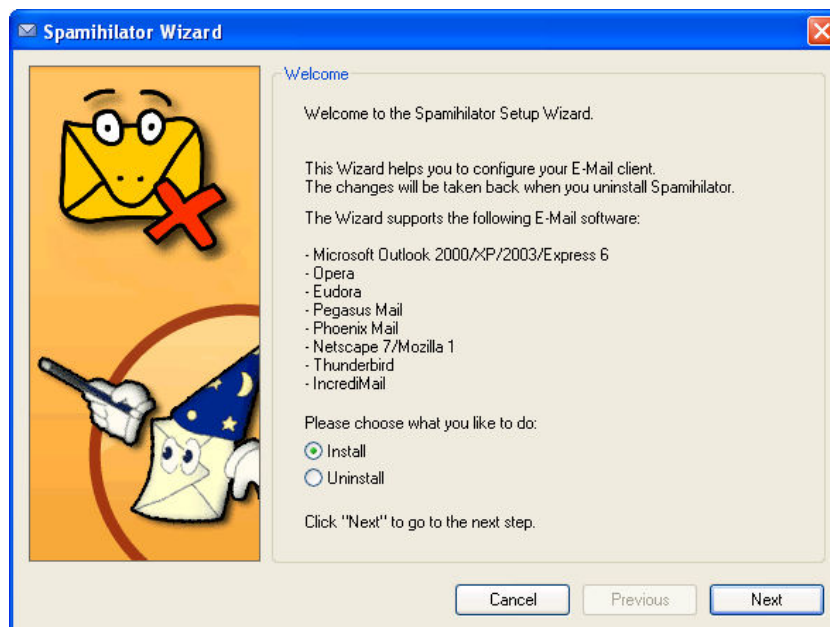 Spamihilator Wizard
Welcome
Welcome to the Spamihilator Setup Wizard.
This Wizard helps you to configure your E-Mail client.
The changes will be taken back when you uninstall Spamihilator.
The Wizard supports the following E-Mail software:
- Microsoft Outlook 2000/XP/2003/Express 6
- Opera
- Eudora
- Pegasus Mail
- Phoenix Mail
- Netscape 7/Mozilla 1
- Thunderbird
- IncrediMail
Please choose what you like to do:
Install
Uninstall
Click "Next" to go to the next step.
Cancel Previous Next